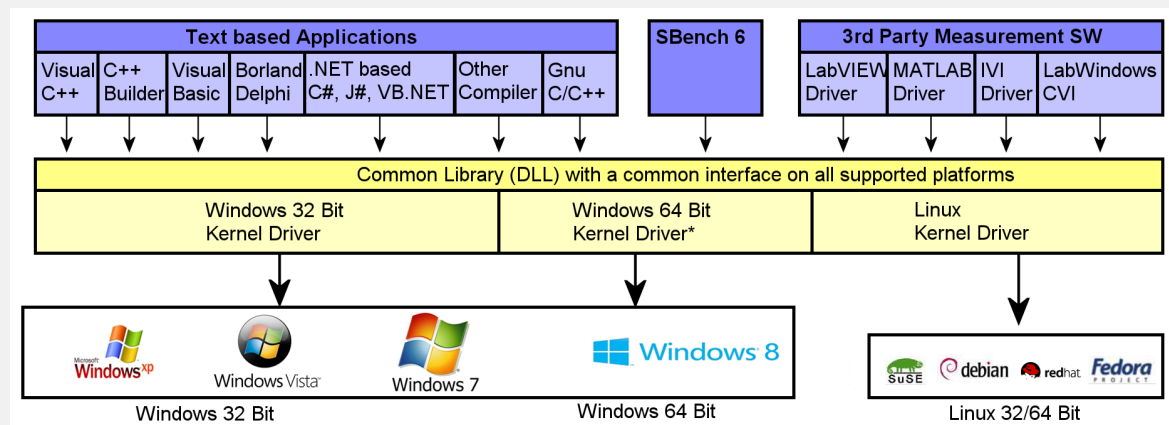 Text based Applications
SBench 6
3rd Party Measurement SW
Visual
C++
C++
Builder
Visual
Basic
Borland
Delphi
.NET based
C#, J#, VB.NET
Other
Compiler
Gnu
C/C++
LabVIEW
Driver
MATLAB
Driver
IVI
Driver
LabWindows
CVI
Common Library (DLL) with a common interface on all supported platforms
Windows 32 Bit
Kernel Driver
Windows 64 Bit
Kernel Driver*
Linux
Kernel Driver
Microsoft
Windows xp
Windows Vista
Windows 7
Windows 8
SUSE
debian
redhat
Fedora
PROJECT
Windows 32 Bit
Windows 64 Bit
Linux 32/64 Bit